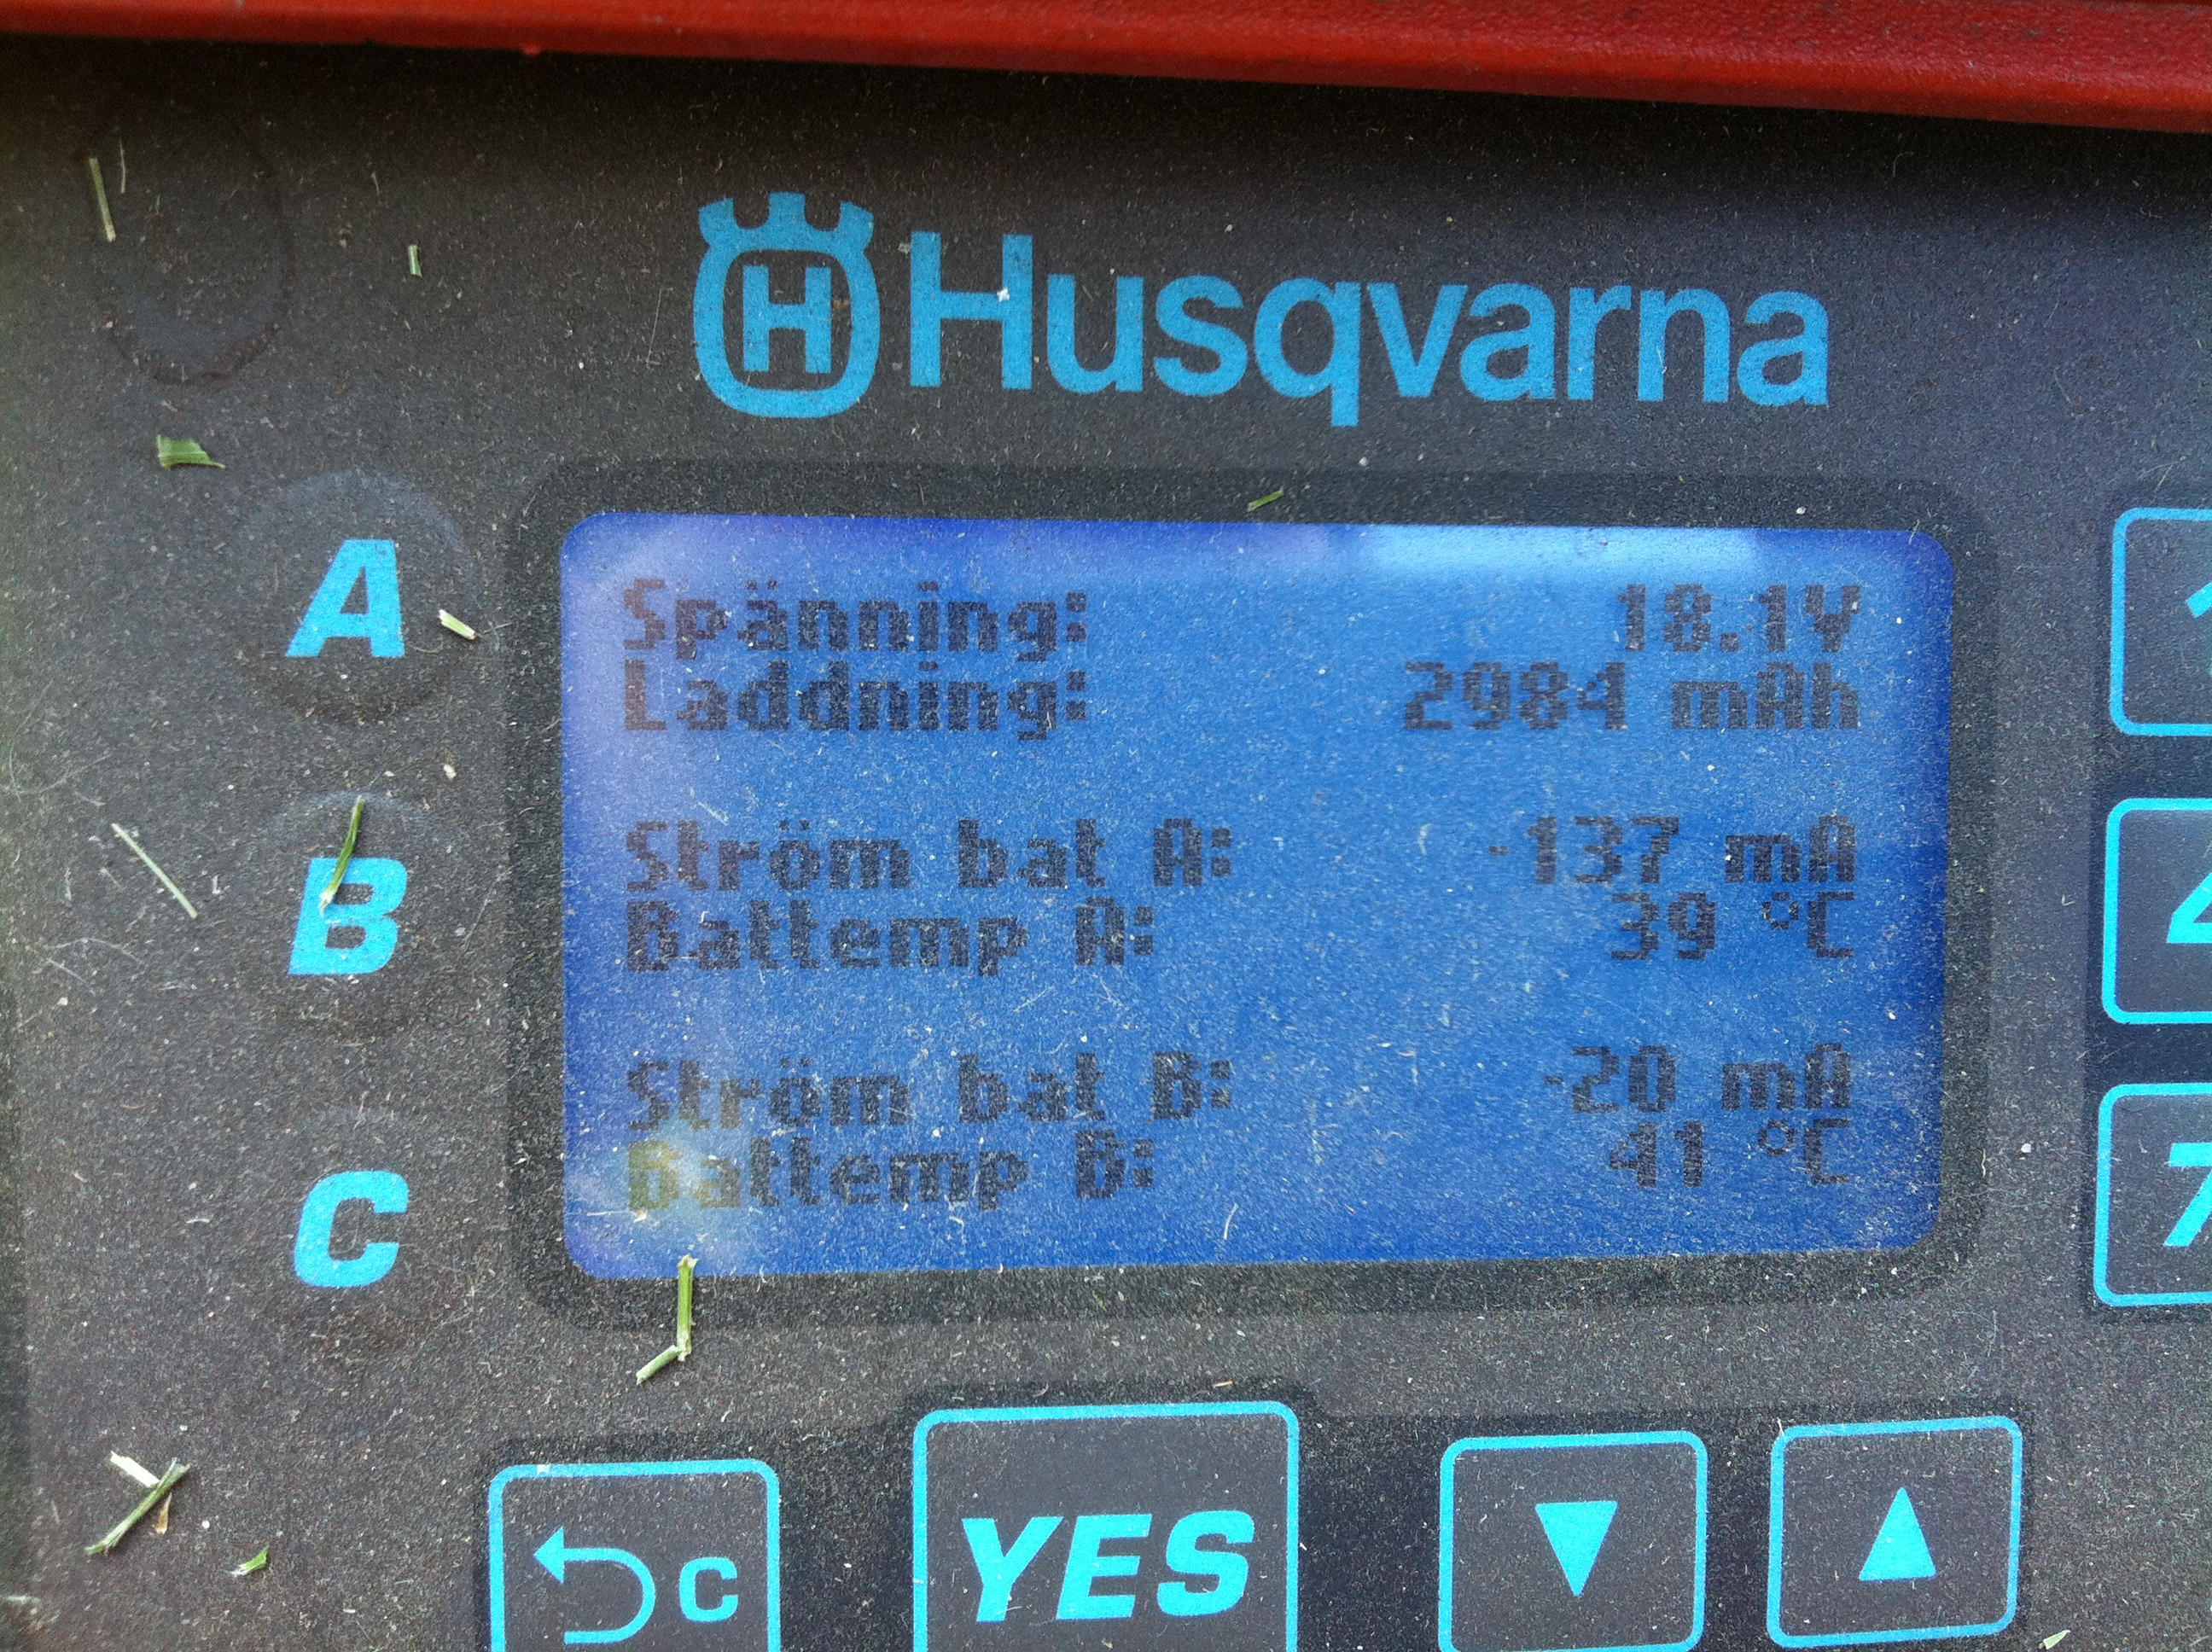 H Husqvarna
A
Spänning: 18.1V
Laddning: 2984 mAh
B
Ström bat A: -137 mA
Battemp A: 39 °C
C
Ström bat B: -20 mA
Battemp B: 41 °C
7
C YES